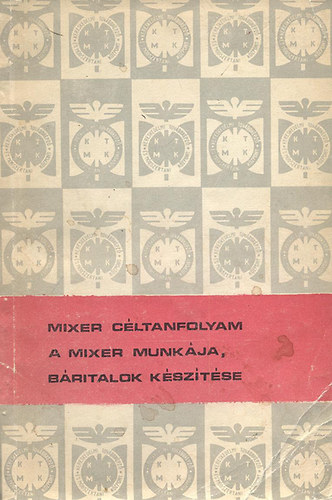 MIXER CÉLTANFOLYAM
A MIXER MUNKÁJA,
BÁRITALOK KÉSZÍTÉSE
K T
M K